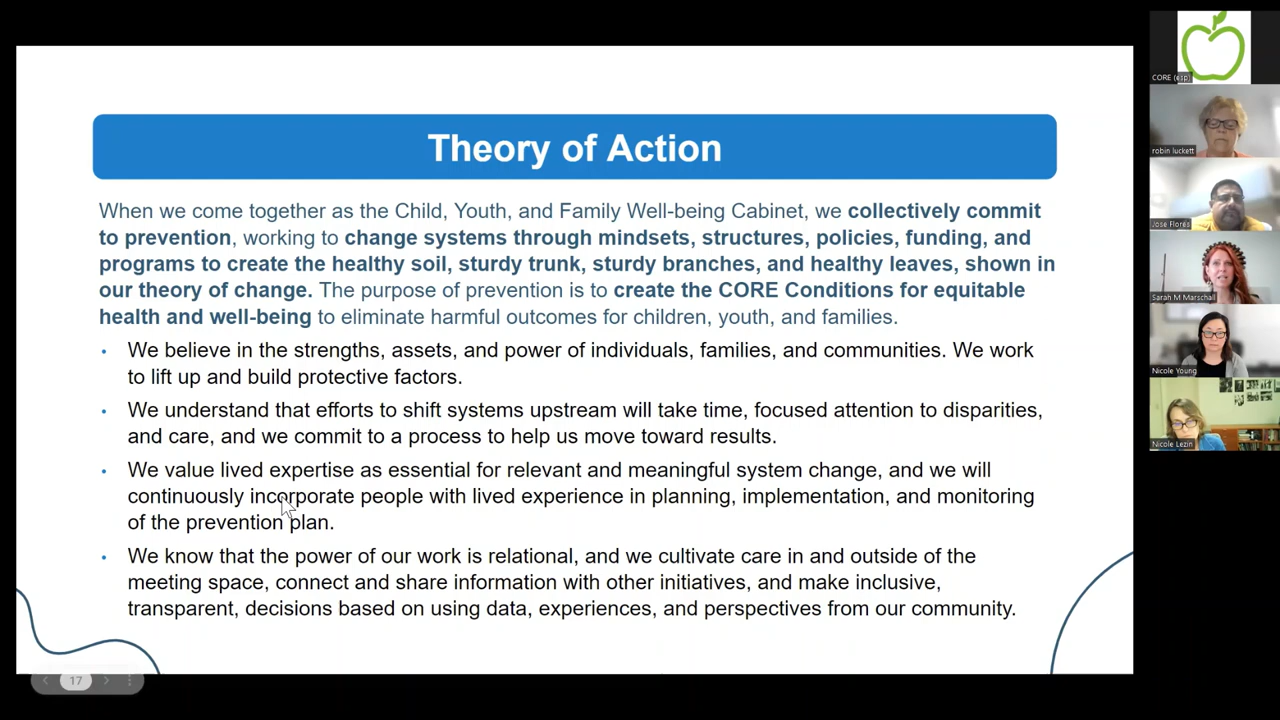 Theory of Action
When we come together as the Child, Youth, and Family Well-being Cabinet, we collectively commit
to prevention, working to change systems through mindsets, structures, policies, funding, and
programs to create the healthy soil, sturdy trunk, sturdy branches, and healthy leaves, shown in
our theory of change. The purpose of prevention is to create the CORE Conditions for equitable
health and well-being to eliminate harmful outcomes for children, youth, and families.
• We believe in the strengths, assets, and power of individuals, families, and communities. We work
to lift up and build protective factors.
• We understand that efforts to shift systems upstream will take time, focused attention to disparities,
and care, and we commit to a process to help us move toward results.
• We value lived expertise as essential for relevant and meaningful system change, and we will
continuously incorporate people with lived experience in planning, implementation, and monitoring
of the prevention plan.
• We know that the power of our work is relational, and we cultivate care in and outside of the
meeting space, connect and share information with other initiatives, and make inclusive,
transparent, decisions based on using data, experiences, and perspectives from our community.
17
CORE (esp)
robin luckett
Jose Flores
Sarah M Marschall
Nicole Young
Nicole Lezin